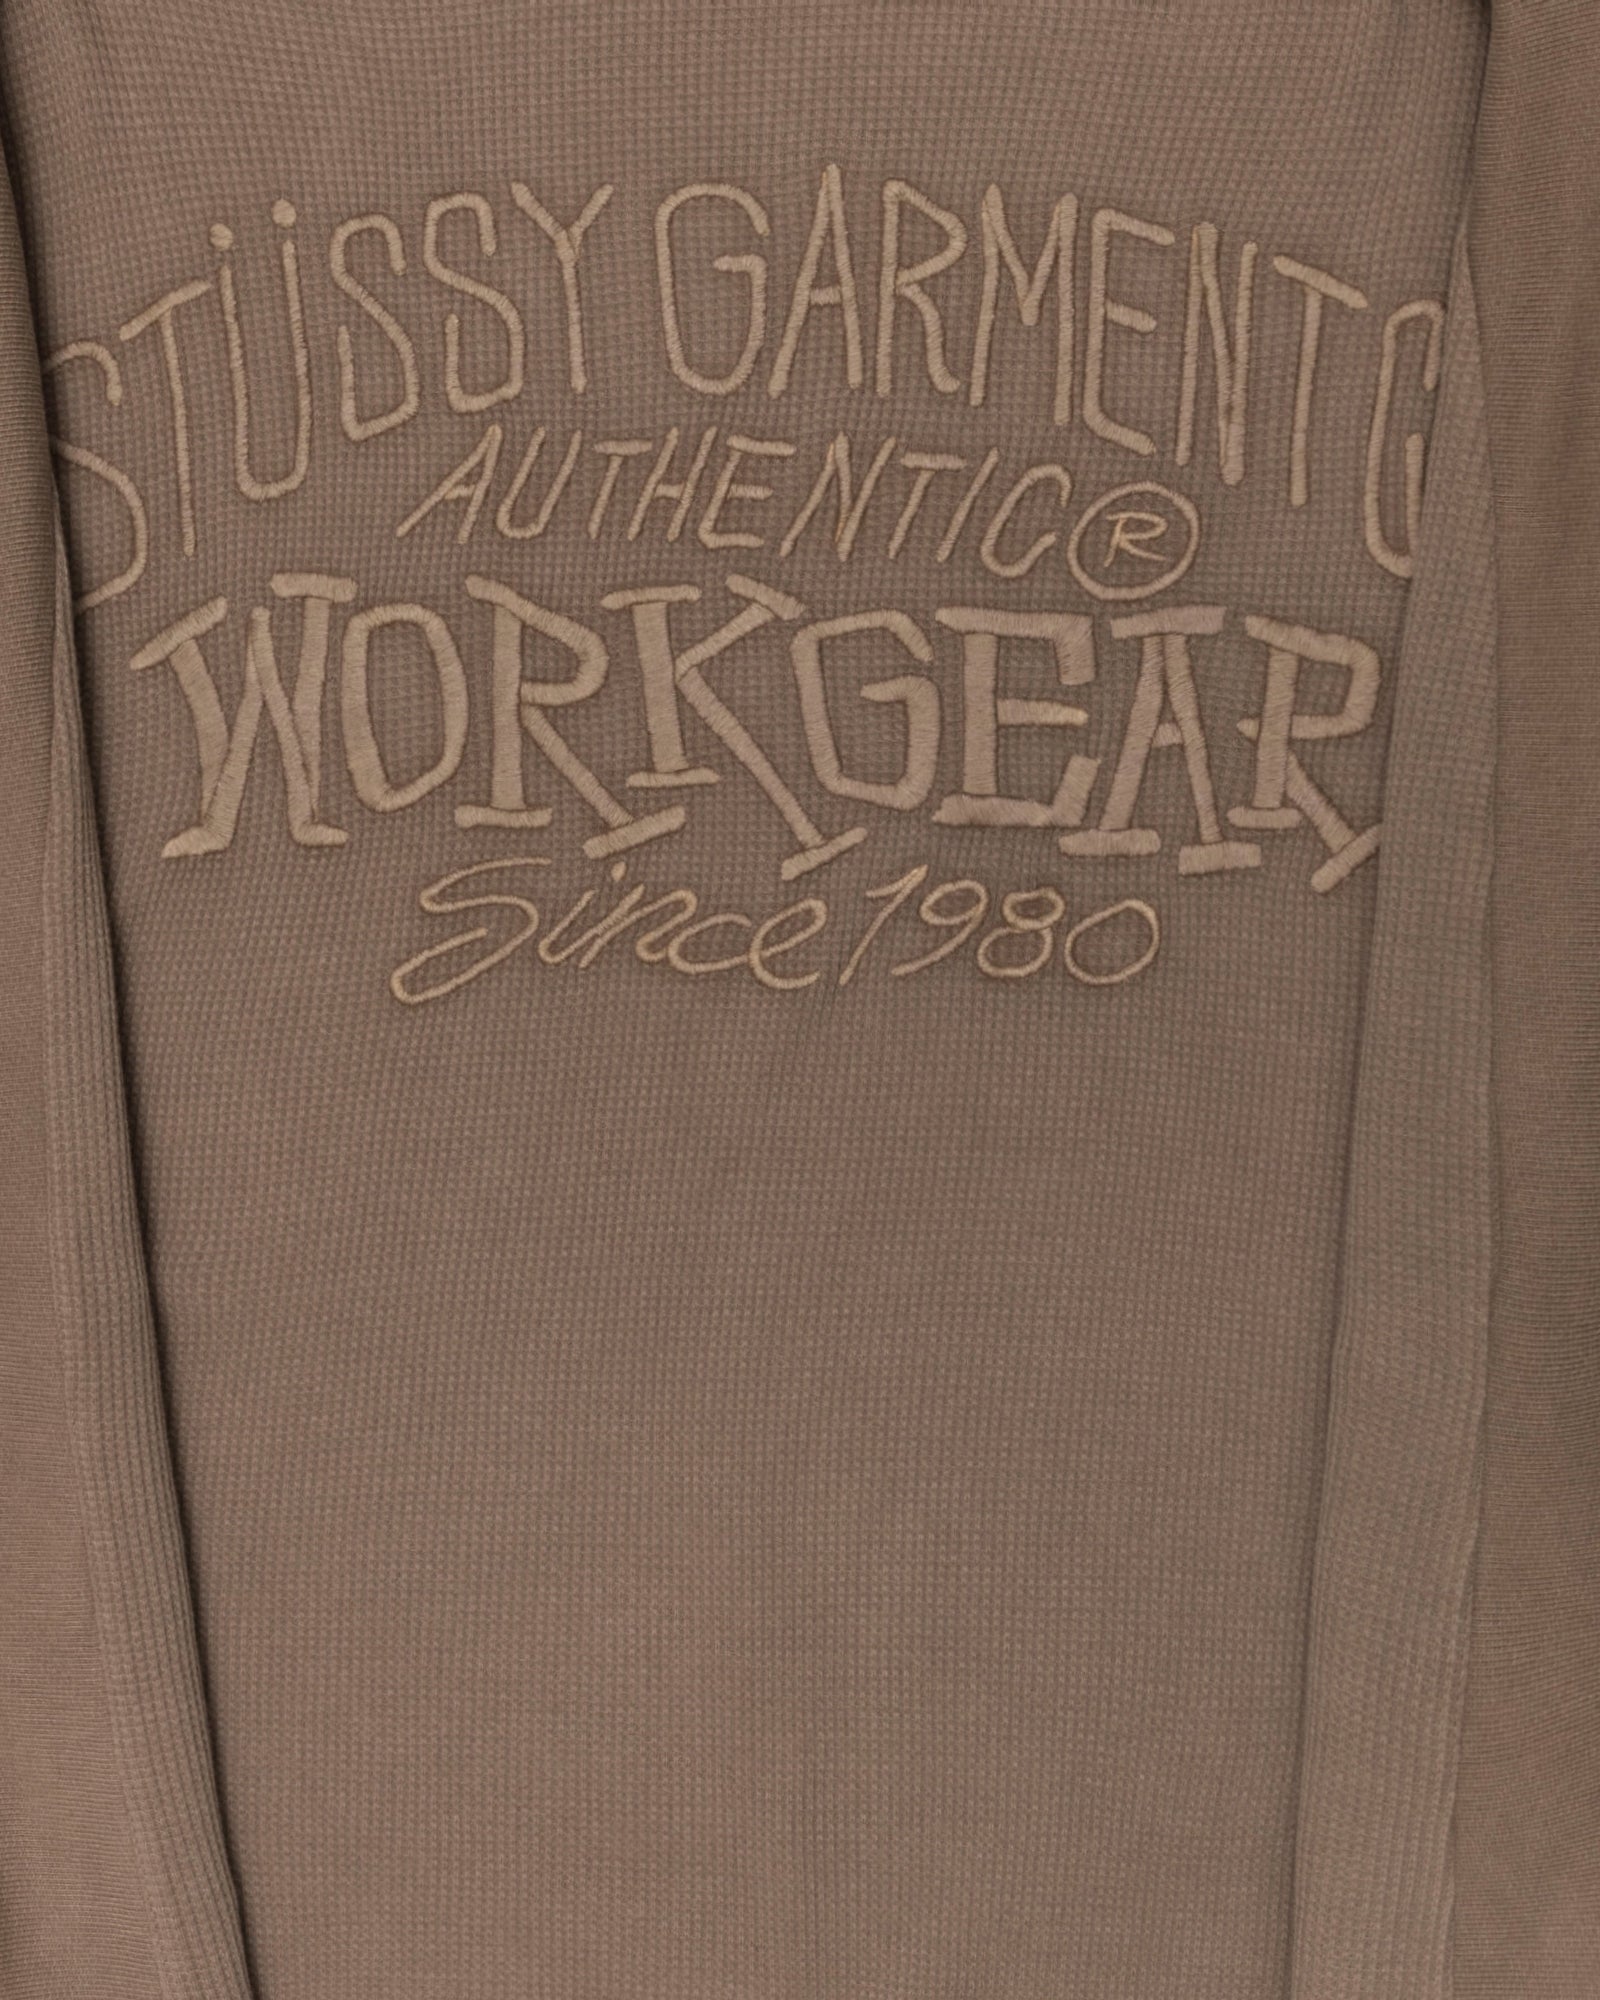 STÜSSY GARMENT
AUTHENTIC®
WORKGEAR
Since 1980